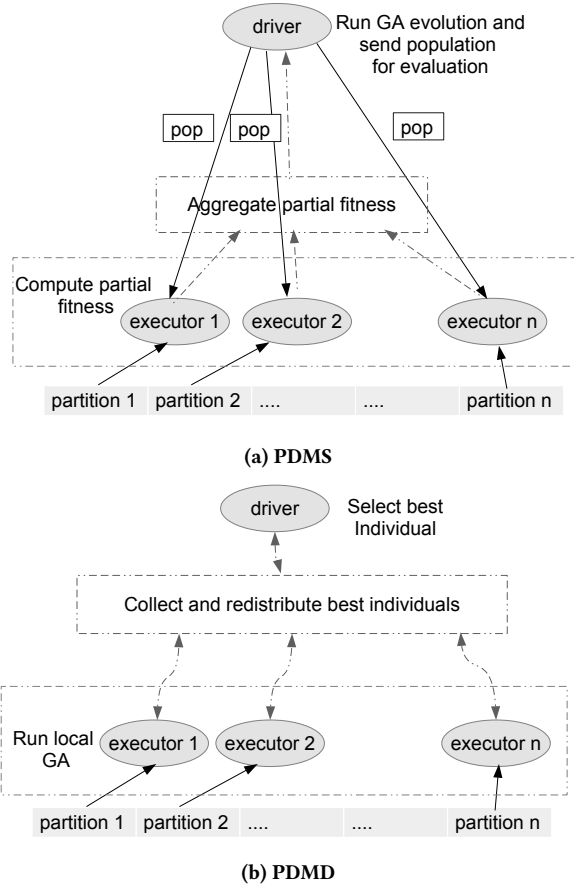 driver
Run GA evolution and
send population
for evaluation
pop
pop
pop
Aggregate partial fitness
Compute partial
fitness
executor 1
executor 2
executor n
partition 1
partition 2
....
....
partition n
(a) PDMS
driver
Select best
Individual
Collect and redistribute best individuals
Run local
GA
executor 1
executor 2
executor n
partition 1
partition 2
....
....
partition n
(b) PDMD